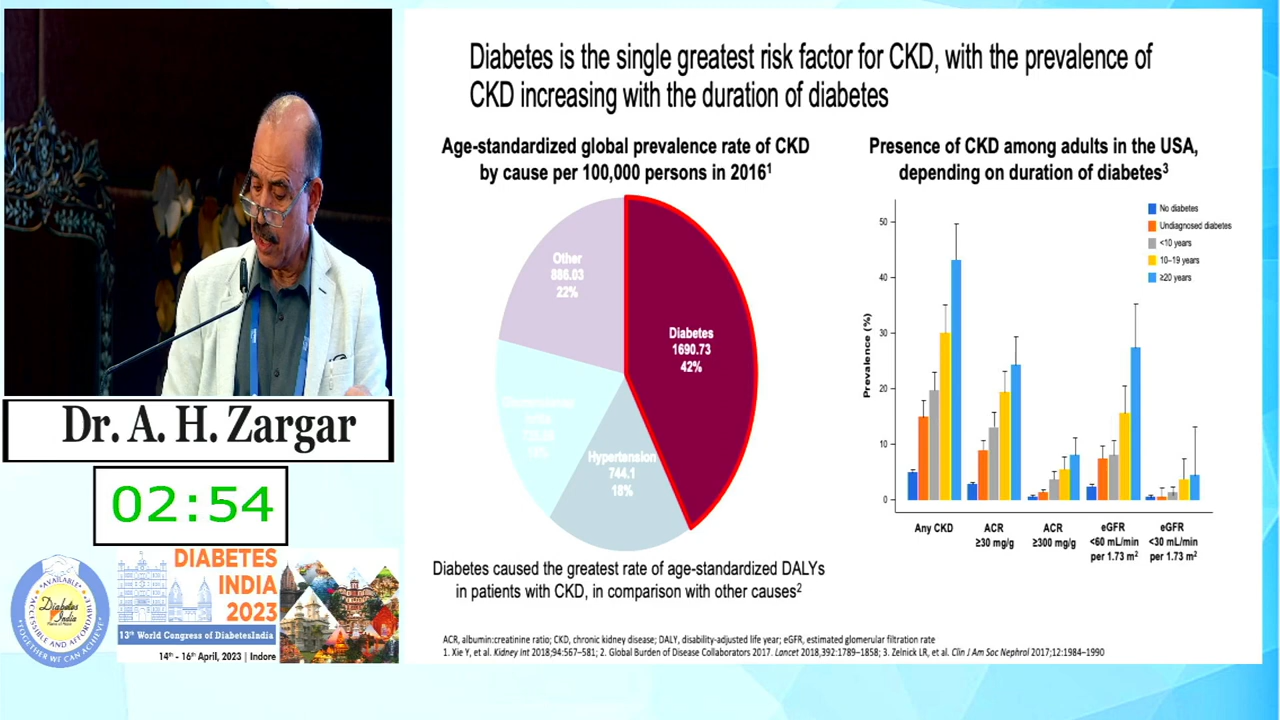 Diabetes is the single greatest risk factor for CKD, with the prevalence of
CKD increasing with the duration of diabetes
Age-standardized global prevalence rate of CKD
by cause per 100,000 persons in 2016¹
Other
886.03
22%
Diabetes
1690.73
42%
Hypertension
744.1
18%
Diabetes caused the greatest rate of age-standardized DALYs
in patients with CKD, in comparison with other causes²
Presence of CKD among adults in the USA,
depending on duration of diabetes³
No diabetes
Undiagnosed diabetes
<10 years
10–19 years
≥20 years
Prevalence (%)
50
40
30
20
10
0
Any CKD
ACR
≥30 mg/g
ACR
≥300 mg/g
eGFR
<60 mL/min
per 1.73 m²
eGFR
<30 mL/min
per 1.73 m²
ACR, albumin:creatinine ratio; CKD, chronic kidney disease; DALY, disability-adjusted life year; eGFR, estimated glomerular filtration rate
1. Xie Y, et al. Kidney Int 2018;94:567–581; 2. Global Burden of Disease Collaborators 2017. Lancet 2018,392:1789–1858; 3. Zelnick LR, et al. Clin J Am Soc Nephrol 2017;12:1984–1990
Dr. A. H. Zargar
02:54
AVAILABLE
ACCESSIBLE AND AFFORDABLE
Diabetes
India
TOGETHER WE CAN ACHIEVE
DIABETES
INDIA
2023
13th World Congress of DiabetesIndia
14th - 16th April, 2023 | Indore